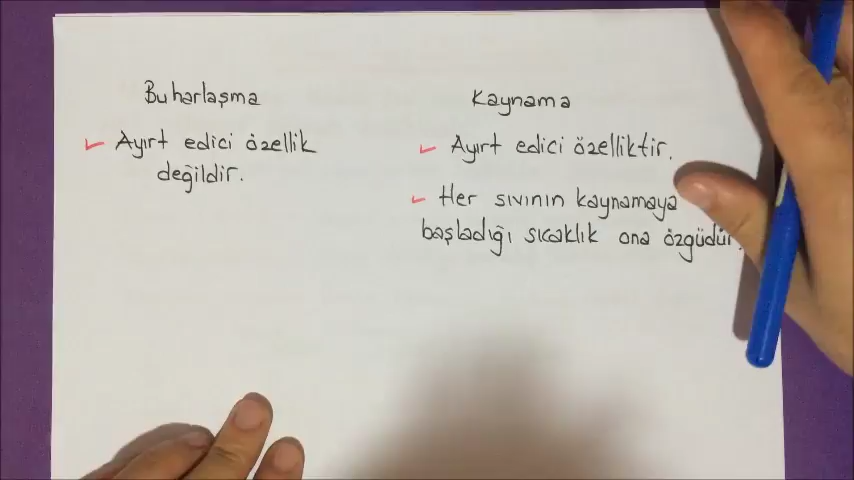 Buharlaşma
Ayırt edici özellik
değildir.
Kaynama
Ayırt edici özelliktir.
Her sıvının kaynamaya
başladığı sıcaklık ona özgüdür.